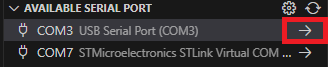 AVAILABLE SERIAL PORT
COM3 USB Serial Port (COM3)
COM7 STMicroelectronics STLink Virtual COM ...